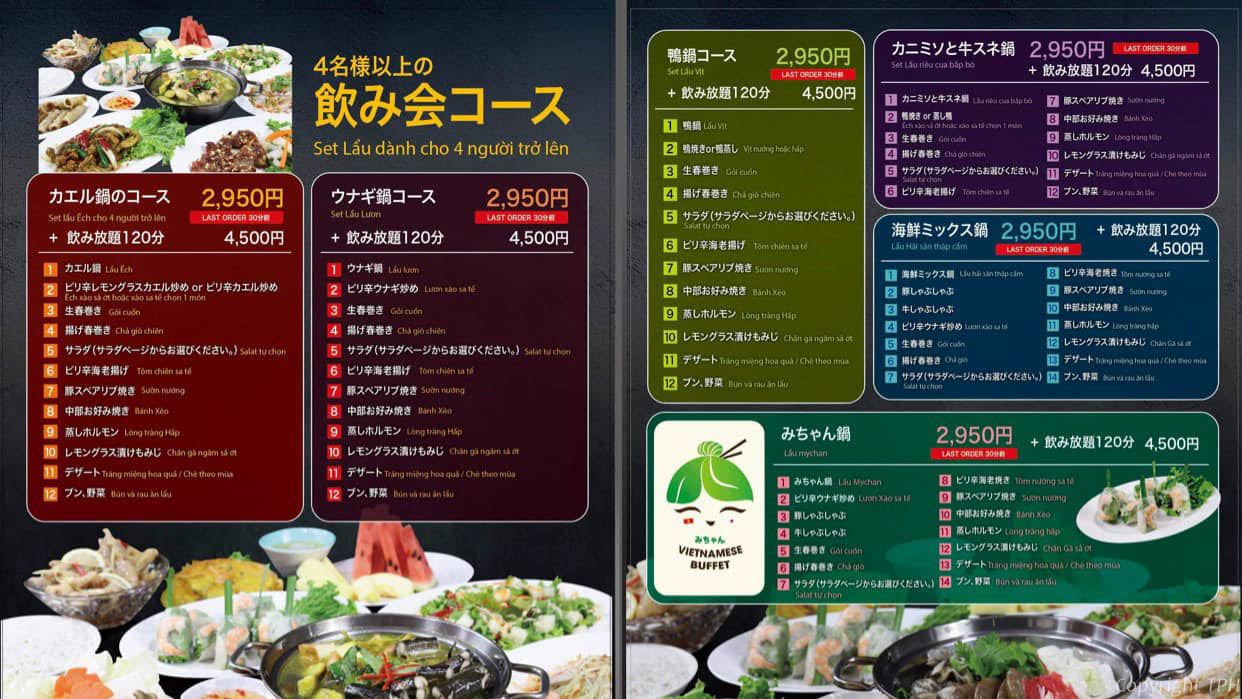 4名様以上の
飲み会コース
Set Lẩu dành cho 4 người trở lên
カエル鍋のコース 2,950円
Set lẩu Ếch cho 4 người trở lên LAST ORDER 30分前
+ 飲み放題120分 4,500円
1 カエル鍋 Lẩu Ếch
2 ピリ辛レモングラスカエル炒め or ピリ辛カエル炒め
Ếch xào sả ớt hoặc xào sa tế chọn 1 món
3 生春巻き Gỏi cuốn
4 揚げ春巻き Chả giò chiên
5 サラダ(サラダページからお選びください。) Salat tự chọn
6 ピリ辛海老揚げ Tôm chiên sa tế
7 豚スペアリブ焼き Sườn nướng
8 中部お好み焼き Bánh Xèo
9 蒸しホルモン Lòng tràng Hấp
10 レモングラス漬けもみじ Chân gà ngâm sả ớt
11 デザート Tráng miệng hoa quả / Chè theo mùa
12 ブン、野菜 Bún và rau ăn lẩu
ウナギ鍋コース 2,950円
Set Lẩu Lươn LAST ORDER 30分前
+ 飲み放題120分 4,500円
1 ウナギ鍋 Lẩu lươn
2 ピリ辛ウナギ炒め Lươn xào sa tế
3 生春巻き Gỏi cuốn
4 揚げ春巻き Chả giò chiên
5 サラダ(サラダページからお選びください。) Salat tự chọn
6 ピリ辛海老揚げ Tôm chiên sa tế
7 豚スペアリブ焼き Sườn nướng
8 中部お好み焼き Bánh Xèo
9 蒸しホルモン Lòng tràng Hấp
10 レモングラス漬けもみじ Chân gà ngâm sả ớt
11 デザート Tráng miệng hoa quả / Chè theo mùa
12 ブン、野菜 Bún và rau ăn lẩu
鴨鍋コース 2,950円
Set Lẩu Vịt LAST ORDER 30分前
+ 飲み放題120分 4,500円
1 鴨鍋 Lẩu Vịt
2 鴨焼きor鴨蒸し Vịt nướng hoặc hấp
3 生春巻き Gỏi cuốn
4 揚げ春巻き Chả giò chiên
5 サラダ(サラダページからお選びください。)
Salat tự chọn
6 ピリ辛海老揚げ Tôm chiên sa tế
7 豚スペアリブ焼き Sườn nướng
8 中部お好み焼き Bánh Xèo
9 蒸しホルモン Lòng tràng Hấp
10 レモングラス漬けもみじ Chân gà ngâm sả ớt
11 デザート Tráng miệng hoa quả / Chè theo mùa
12 ブン、野菜 Bún và rau ăn lẩu
カニミソと牛スネ鍋 2,950円 LAST ORDER 30分前
Set Lẩu riêu cua bắp bò + 飲み放題120分 4,500円
1 カニミソと牛スネ鍋 Lẩu riêu cua bắp bò
2 鴨焼き or 蒸し鴨
Ếch xào sả ớt hoặc xào sa tế chọn 1 món
3 生春巻き Gỏi cuốn
4 揚げ春巻き Chả giò chiên
5 サラダ(サラダページからお選びください。)
Salat tự chọn
6 ピリ辛海老揚げ Tôm chiên sa tế
7 豚スペアリブ焼き Sườn nướng
8 中部お好み焼き Bánh Xèo
9 蒸しホルモン Lòng tràng Hấp
10 レモングラス漬けもみじ Chân gà ngâm sả ớt
11 デザート Tráng miệng hoa quả / Chè theo mùa
12 ブン、野菜 Bún và rau ăn lẩu
海鮮ミックス鍋 2,950円 + 飲み放題120分
Lẩu Hải sản thập cẩm LAST ORDER 30分前 4,500円
1 海鮮ミックス鍋 Lẩu hải sản thập cẩm
2 豚しゃぶしゃぶ
3 牛しゃぶしゃぶ
4 ピリ辛ウナギ炒め Lươn xào sa tế
5 生春巻き Gỏi cuốn
6 揚げ春巻き Chả giò
7 サラダ(サラダページからお選びください。)
Salat tự chọn
8 ピリ辛海老焼き Tôm nướng sa tế
9 豚スペアリブ焼き Sườn nướng
10 中部お好み焼き Bánh Xèo
11 蒸しホルモン Lòng tràng hấp
12 レモングラス漬けもみじ Chân Gà sả ớt
13 デザート Tráng miệng hoa quả / Chè theo mùa
14 ブン、野菜 Bún và rau ăn lẩu
みちゃん
VIETNAMESE
BUFFET
みちゃん鍋 2,950円 + 飲み放題120分 4,500円
Lẩu mychan LAST ORDER 30分前
1 みちゃん鍋 Lẩu Mychan
2 ピリ辛ウナギ炒め Lươn Xào sa tế
3 豚しゃぶしゃぶ
4 牛しゃぶしゃぶ
5 生春巻き Gỏi cuốn
6 揚げ春巻き Chả giò
7 サラダ(サラダページからお選びください。)
Salat tự chọn
8 ピリ辛海老焼き Tôm nướng sa tế
9 豚スペアリブ焼き Sườn nướng
10 中部お好み焼き Bánh Xèo
11 蒸しホルモン Lòng tràng hấp
12 レモングラス漬けもみじ Chân Gà sả ớt
13 デザート Tráng miệng hoa quả / Chè theo mùa
14 ブン、野菜 Bún và rau ăn lẩu
Copyright TPH